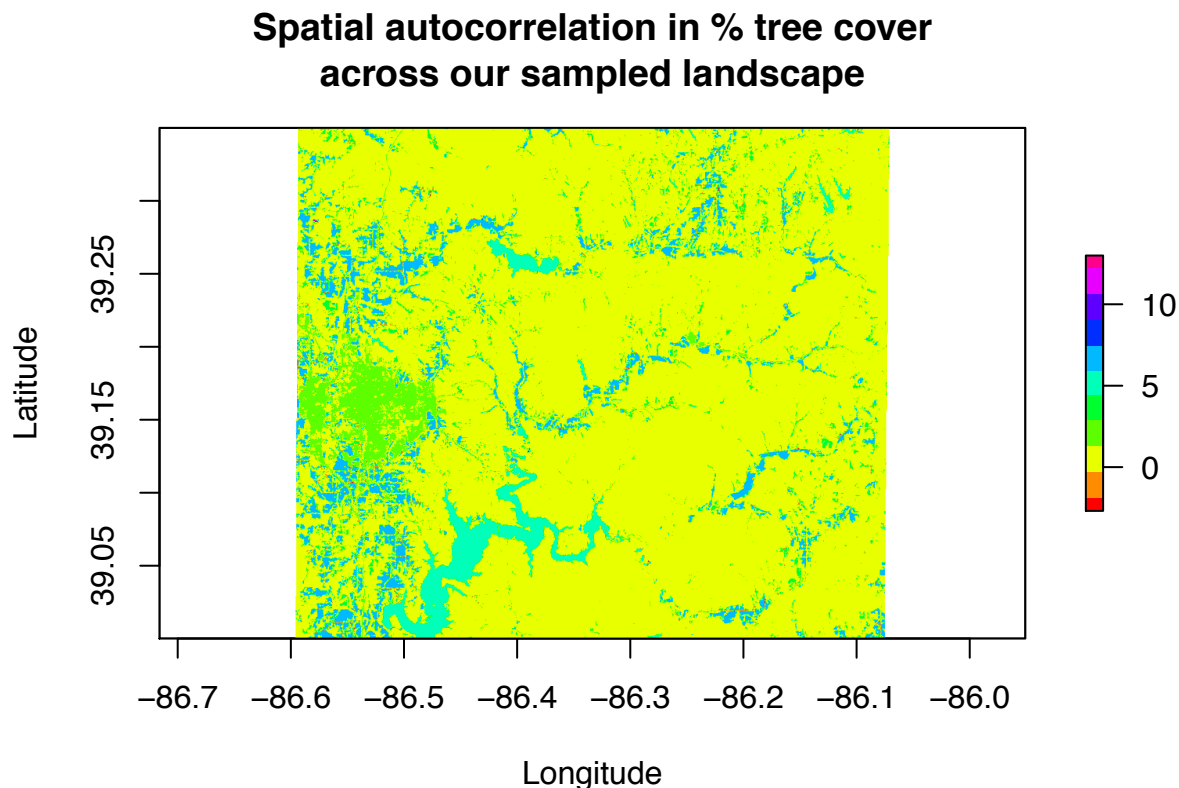 Spatial autocorrelation in % tree cover
across our sampled landscape
Latitude
39.25
39.15
39.05
10
5
0
−86.7 −86.6 −86.5 −86.4 −86.3 −86.2 −86.1 −86.0
Longitude